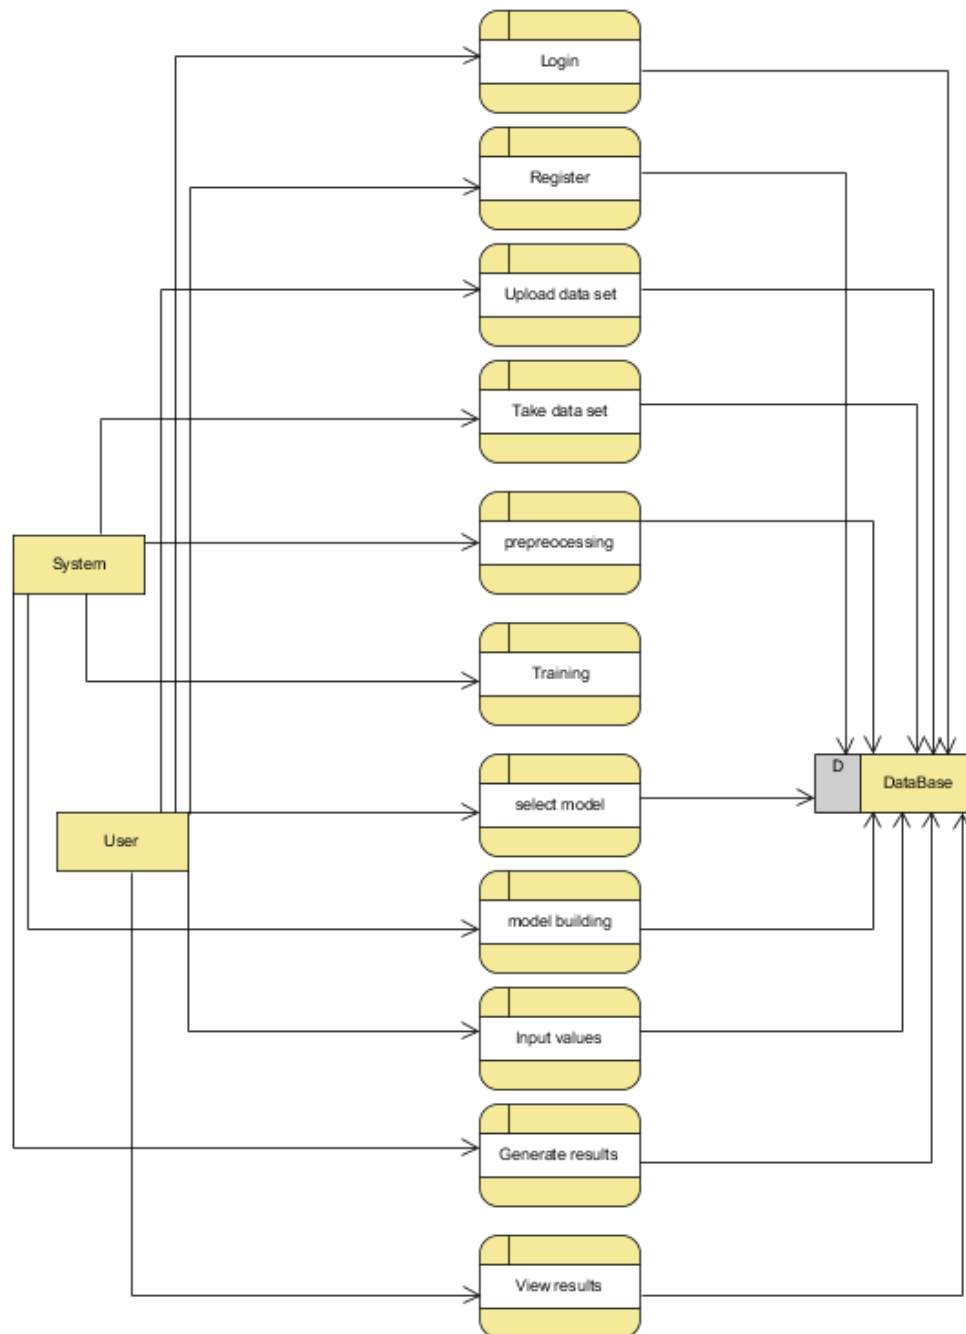 Login
Register
Upload data set
Take data set
System
prepreocessing
Training
D
DataBase
select model
User
model building
Input values
Generate results
View results